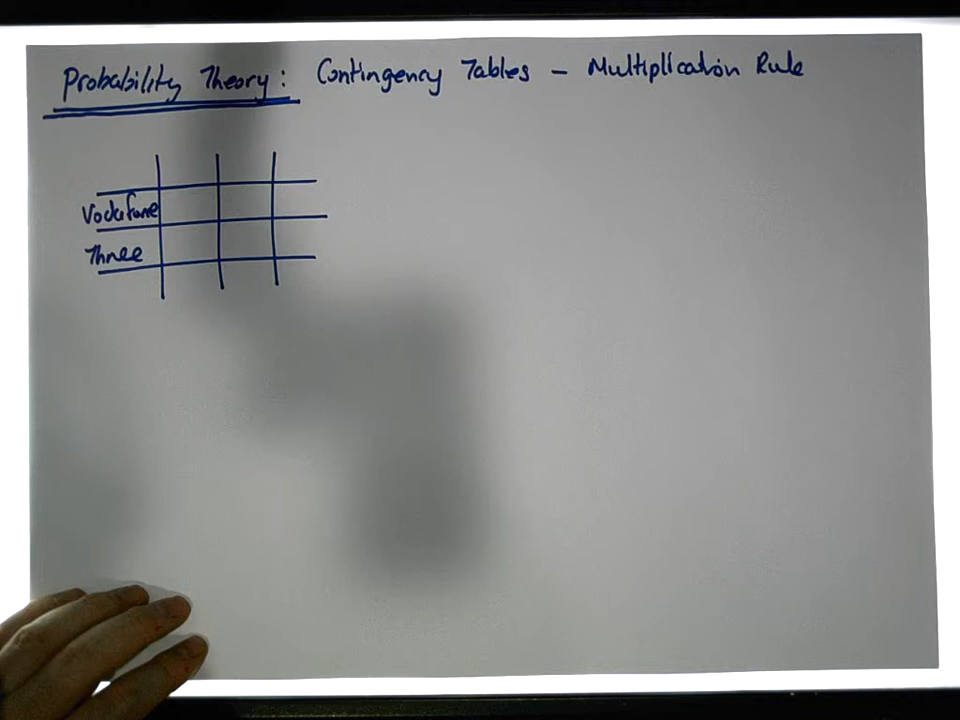 Probability Theory: Contingency Tables - Multiplication Rule
Vodafone
Three